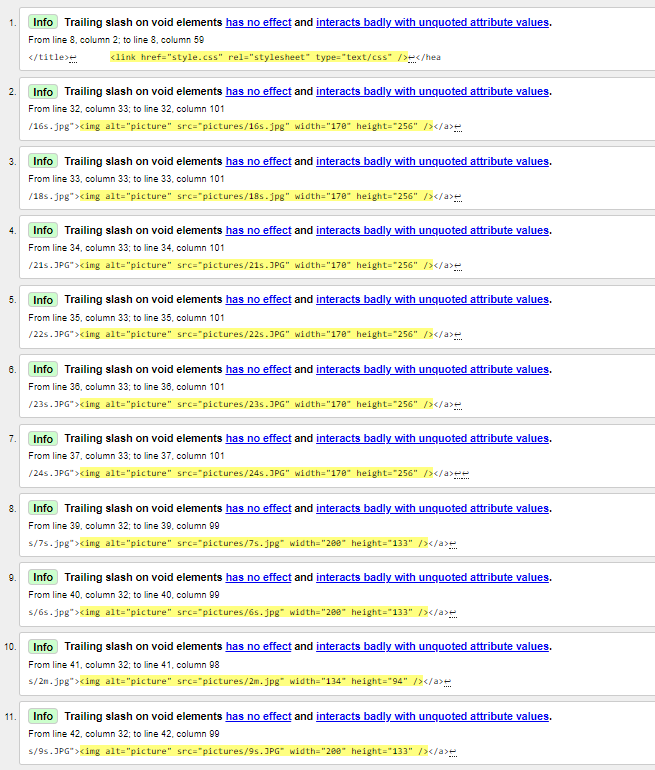 1. Info Trailing slash on void elements has no effect and interacts badly with unquoted attribute values.
From line 8, column 2; to line 8, column 59
</title>↩ <link href="style.css" rel="stylesheet" type="text/css" />↩</hea
2. Info Trailing slash on void elements has no effect and interacts badly with unquoted attribute values.
From line 32, column 33; to line 32, column 101
/16s.jpg"><img alt="picture" src="pictures/16s.jpg" width="170" height="256" /></a>↩
3. Info Trailing slash on void elements has no effect and interacts badly with unquoted attribute values.
From line 33, column 33; to line 33, column 101
/18s.jpg"><img alt="picture" src="pictures/18s.jpg" width="170" height="256" /></a>↩
4. Info Trailing slash on void elements has no effect and interacts badly with unquoted attribute values.
From line 34, column 33; to line 34, column 101
/21s.JPG"><img alt="picture" src="pictures/21s.JPG" width="170" height="256" /></a>↩
5. Info Trailing slash on void elements has no effect and interacts badly with unquoted attribute values.
From line 35, column 33; to line 35, column 101
/22s.JPG"><img alt="picture" src="pictures/22s.JPG" width="170" height="256" /></a>↩
6. Info Trailing slash on void elements has no effect and interacts badly with unquoted attribute values.
From line 36, column 33; to line 36, column 101
/23s.JPG"><img alt="picture" src="pictures/23s.JPG" width="170" height="256" /></a>↩
7. Info Trailing slash on void elements has no effect and interacts badly with unquoted attribute values.
From line 37, column 33; to line 37, column 101
/24s.JPG"><img alt="picture" src="pictures/24s.JPG" width="170" height="256" /></a>↩↩
8. Info Trailing slash on void elements has no effect and interacts badly with unquoted attribute values.
From line 39, column 32; to line 39, column 99
s/7s.jpg"><img alt="picture" src="pictures/7s.jpg" width="200" height="133" /></a>↩
9. Info Trailing slash on void elements has no effect and interacts badly with unquoted attribute values.
From line 40, column 32; to line 40, column 99
s/6s.jpg"><img alt="picture" src="pictures/6s.jpg" width="200" height="133" /></a>↩
10. Info Trailing slash on void elements has no effect and interacts badly with unquoted attribute values.
From line 41, column 32; to line 41, column 98
s/2m.jpg"><img alt="picture" src="pictures/2m.jpg" width="134" height="94" /></a>↩
11. Info Trailing slash on void elements has no effect and interacts badly with unquoted attribute values.
From line 42, column 32; to line 42, column 99
s/9s.JPG"><img alt="picture" src="pictures/9s.JPG" width="200" height="133" /></a>↩